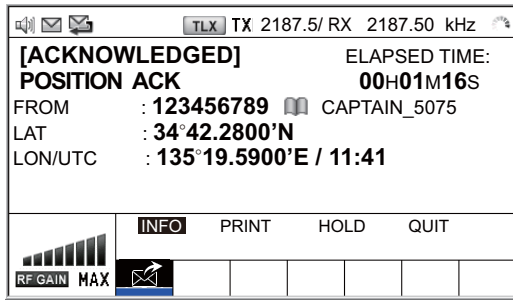 TLX TX 2187.5/ RX 2187.50 kHz
[ACKNOWLEDGED] ELAPSED TIME:
POSITION ACK 00H01M16S
FROM : 123456789 CAPTAIN_5075
LAT : 34°42.2800'N
LON/UTC : 135°19.5900'E / 11:41
INFO PRINT HOLD QUIT
RF GAIN MAX